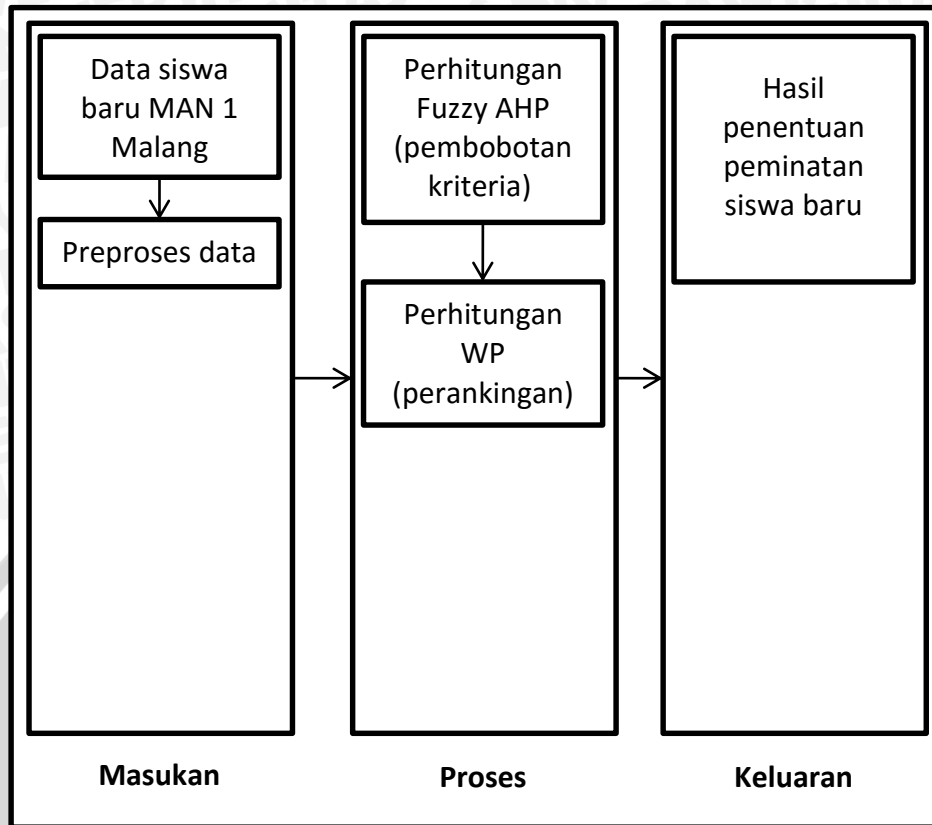 Data siswa
baru MAN 1
Malang
Preproses data
Perhitungan
Fuzzy AHP
(pembobotan
kriteria)
Perhitungan
WP
(perankingan)
Hasil
penentuan
peminatan
siswa baru
Masukan
Proses
Keluaran